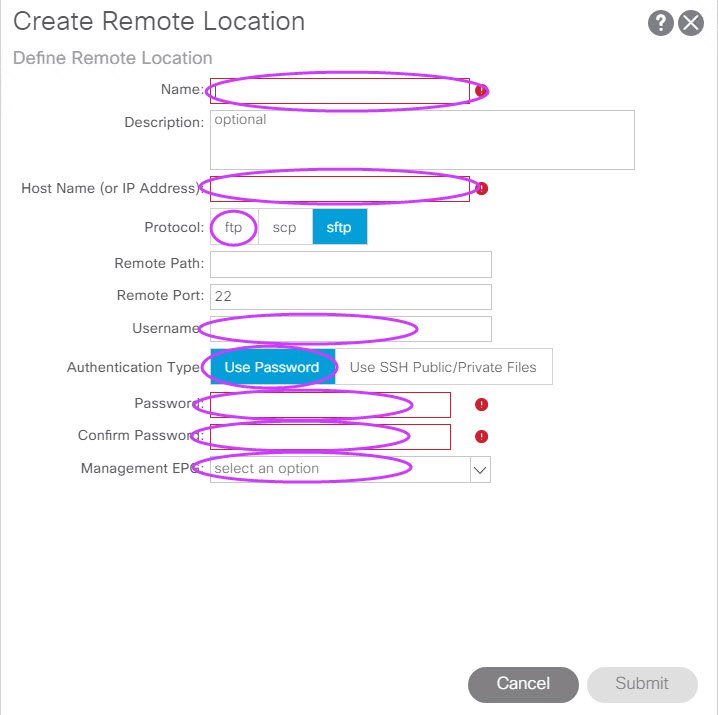 Create Remote Location
Define Remote Location
Name:
Description: optional
Host Name (or IP Address):
Protocol: ftp scp sftp
Remote Path:
Remote Port: 22
Username
Authentication Type Use Password Use SSH Public/Private Files
Password:
Confirm Password:
Management EPG: select an option
Cancel Submit